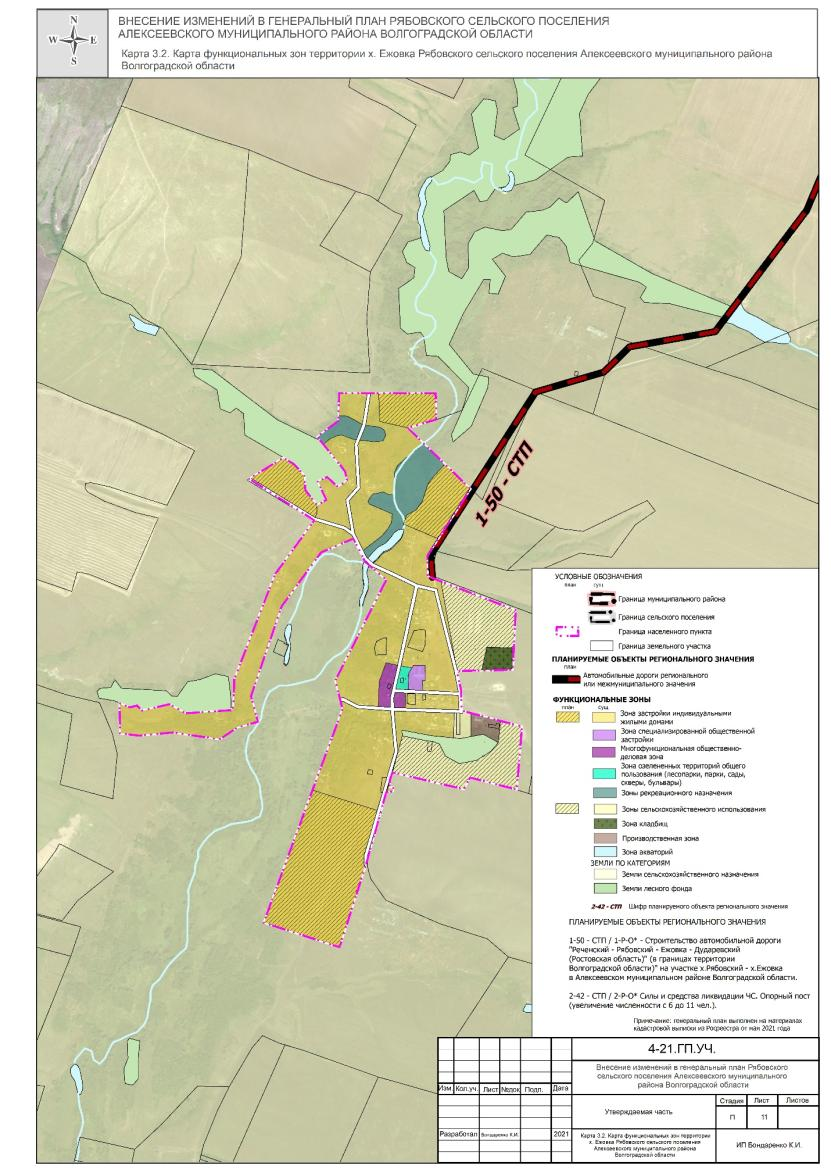 N
W E
S
ВНЕСЕНИЕ ИЗМЕНЕНИЙ В ГЕНЕРАЛЬНЫЙ ПЛАН РЯБОВСКОГО СЕЛЬСКОГО ПОСЕЛЕНИЯ
АЛЕКСЕЕВСКОГО МУНИЦИПАЛЬНОГО РАЙОНА ВОЛГОГРАДСКОЙ ОБЛАСТИ
Карта 3.2. Карта функциональных зон территории х. Ежовка Рябовского сельского поселения Алексеевского муниципального района
Волгоградской области
1-50 - СТП
УСЛОВНЫЕ ОБОЗНАЧЕНИЯ
план сущ.
Граница муниципального района
Граница сельского поселения
Граница населенного пункта
Граница земельного участка
ПЛАНИРУЕМЫЕ ОБЪЕКТЫ РЕГИОНАЛЬНОГО ЗНАЧЕНИЯ
план
Автомобильные дороги регионального
или межмуниципального значения
ФУНКЦИОНАЛЬНЫЕ ЗОНЫ
план сущ.
Зона застройки индивидуальными
жилыми домами
Зона специализированной общественной
застройки
Многофункциональная общественно-
деловая зона
Зона озелененных территорий общего
пользования (лесопарки, парки, сады,
скверы, бульвары)
Зоны рекреационного назначения
Зоны сельскохозяйственного использования
Зона кладбищ
Производственная зона
Зона акваторий
ЗЕМЛИ ПО КАТЕГОРИЯМ
Земли сельскохозяйственного назначения
Земли лесного фонда
2-42 - СТП Шифр планируемого объекта регионального значения
ПЛАНИРУЕМЫЕ ОБЪЕКТЫ РЕГИОНАЛЬНОГО ЗНАЧЕНИЯ
1-50 - СТП / 1-Р-О* - Строительство автомобильной дороги
"Реченский - Рябовский - Ежовка - Дударевский
(Ростовская область)" (в границах территории
Волгоградской области)" на участке х.Рябовский - х.Ежовка
в Алексеевском муниципальном районе Волгоградской области.
2-42 - СТП / 2-Р-О* Силы и средства ликвидации ЧС. Опорный пост
(увеличение численности с 6 до 11 чел.).
Примечание: генеральный план выполнен на материалах
кадастровой выписки из Росреестра от мая 2021 года
4-21.ГП.УЧ.
Внесение изменений в генеральный план Рябовского
сельского поселения Алексеевского муниципального
района Волгоградской области
Изм. Кол.уч. Лист №док Подп. Дата
Утверждаемая часть
Стадия Лист Листов
П 11
Разработал Бондаренко К.И. 2021
Карта 3.2. Карта функциональных зон территории
х. Ежовка Рябовского сельского поселения
Алексеевского муниципального района
Волгоградской области
ИП Бондаренко К.И.